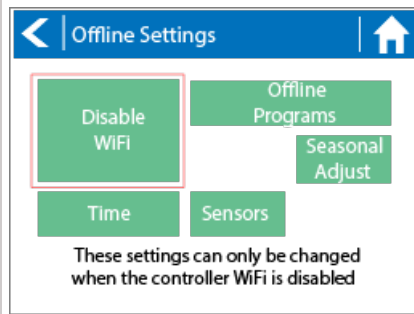 Offline Settings
Disable
WiFi
Offline
Programs
Seasonal
Adjust
Time
Sensors
These settings can only be changed
when the controller WiFi is disabled